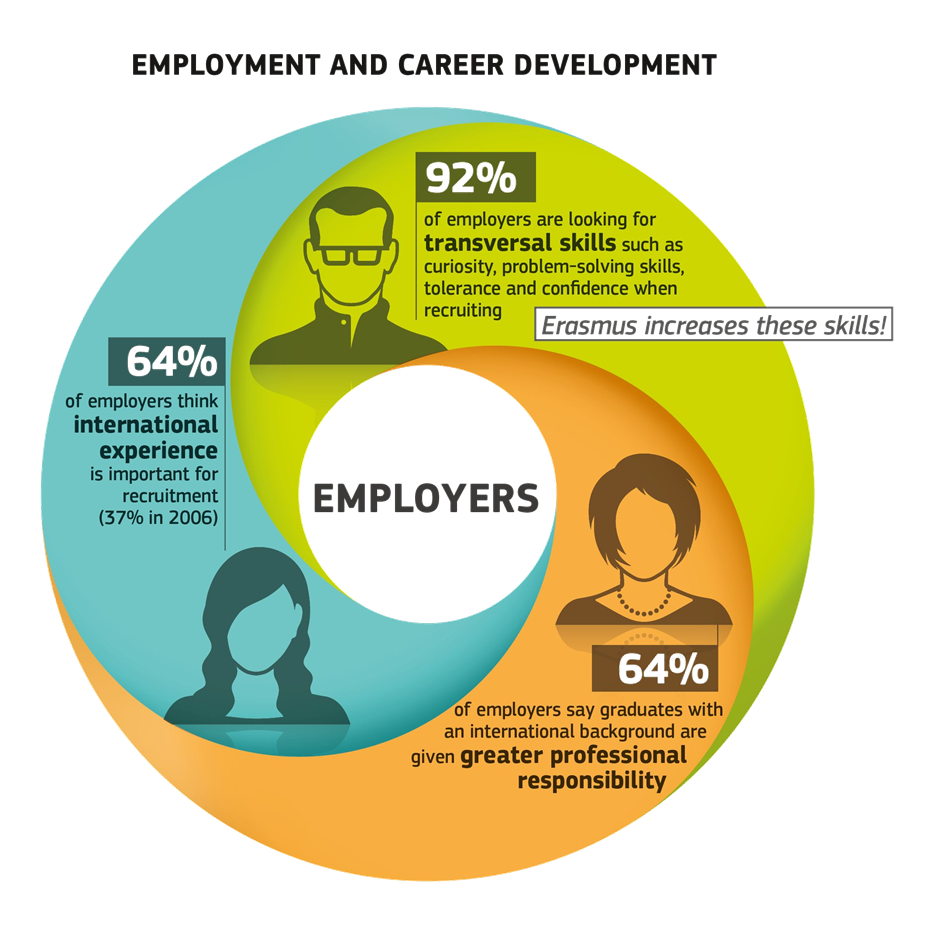 EMPLOYMENT AND CAREER DEVELOPMENT
92%
of employers are looking for
transversal skills such as
curiosity, problem-solving skills,
tolerance and confidence when
recruiting
Erasmus increases these skills!
64%
of employers think
international
experience
is important for
recruitment
(37% in 2006)
EMPLOYERS
64%
of employers say graduates with
an international background are
given greater professional
responsibility